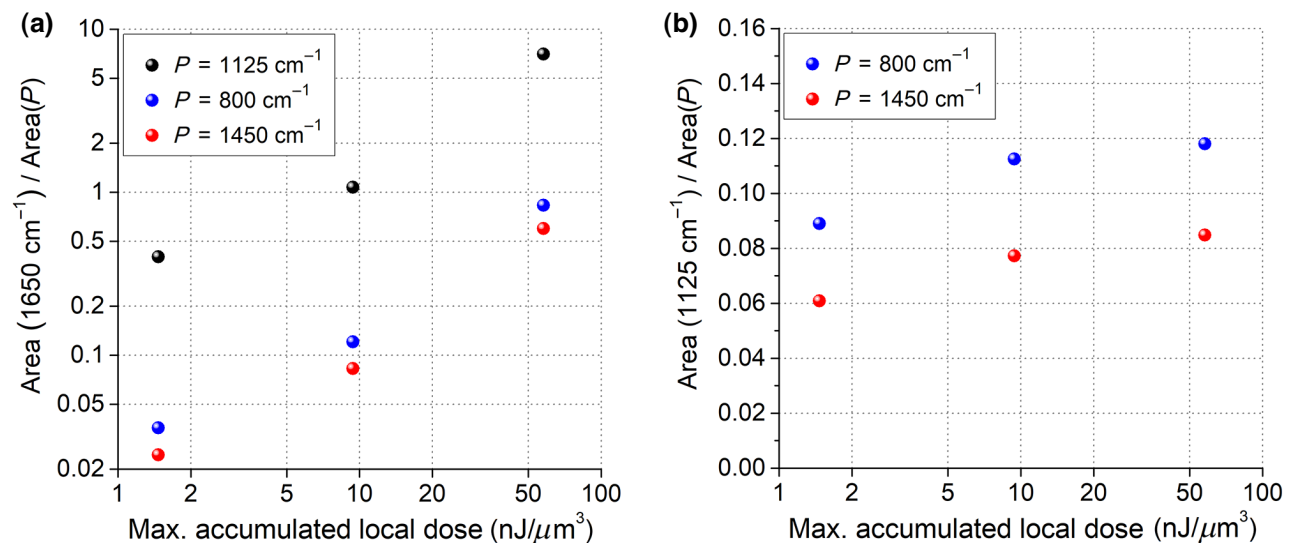 (a)
Area (1650 cm⁻¹) / Area(P)
10
5
2
1
0.5
0.2
0.1
0.05
0.02
P = 1125 cm⁻¹
P = 800 cm⁻¹
P = 1450 cm⁻¹
1 2 5 10 20 50 100
Max. accumulated local dose (nJ/μm³)
(b)
Area (1125 cm⁻¹) / Area(P)
0.16
0.14
0.12
0.10
0.08
0.06
0.04
0.02
0.00
P = 800 cm⁻¹
P = 1450 cm⁻¹
1 2 5 10 20 50 100
Max. accumulated local dose (nJ/μm³)